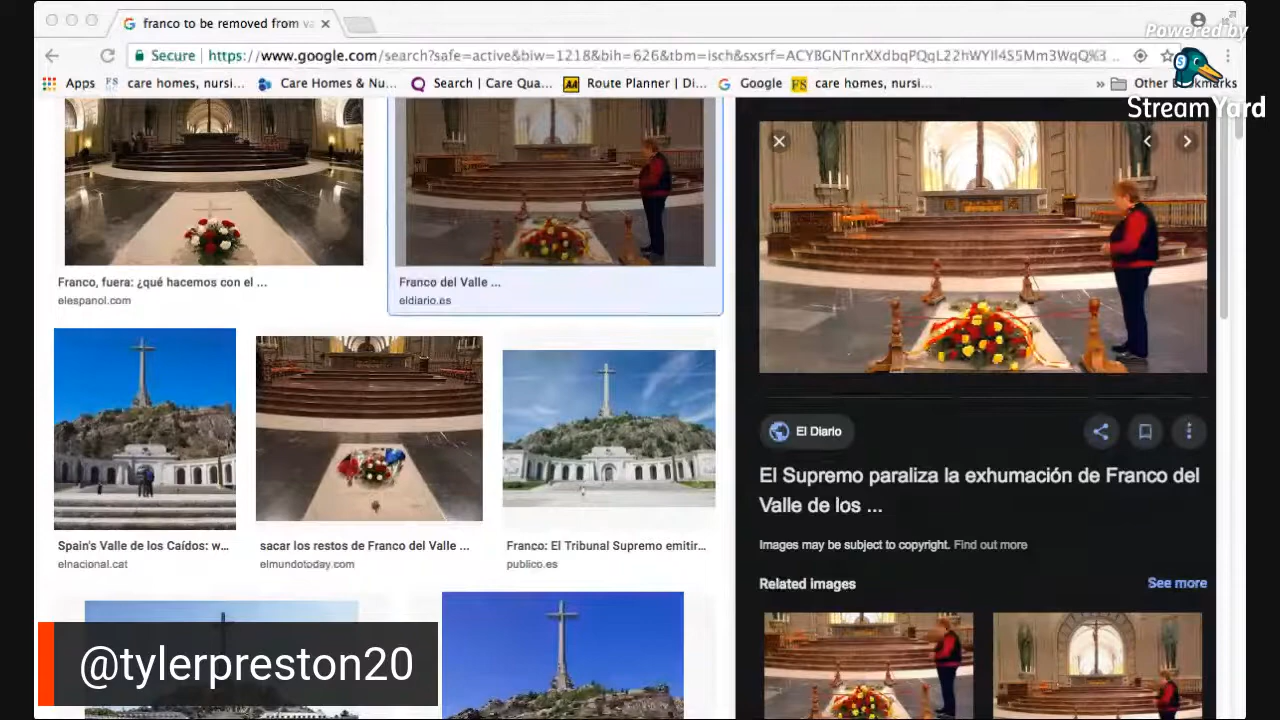 franco to be removed from va
Powered by
Secure
https://www.google.com/search?safe=active&biw=1218&bih=626&tbm=isch&sxsrf=ACYBGNTnrXXdbqPQqL22hWYIl4S5Mm3WqQ%3...
Apps
FS care homes, nursi...
Care Homes & Nu...
Search | Care Qua...
AA Route Planner | Di...
Google
FS care homes, nursi...
» Other Bookmarks
StreamYard
Franco, fuera: ¿qué hacemos con el ...
elespanol.com
Franco del Valle ...
eldiario.es
Spain's Valle de los Caídos: w...
elnacional.cat
sacar los restos de Franco del Valle ...
elmundotoday.com
Franco: El Tribunal Supremo emitir...
publico.es
El Diario
El Supremo paraliza la exhumación de Franco del
Valle de los ...
Images may be subject to copyright. Find out more
Related images
See more
@tylerpreston20